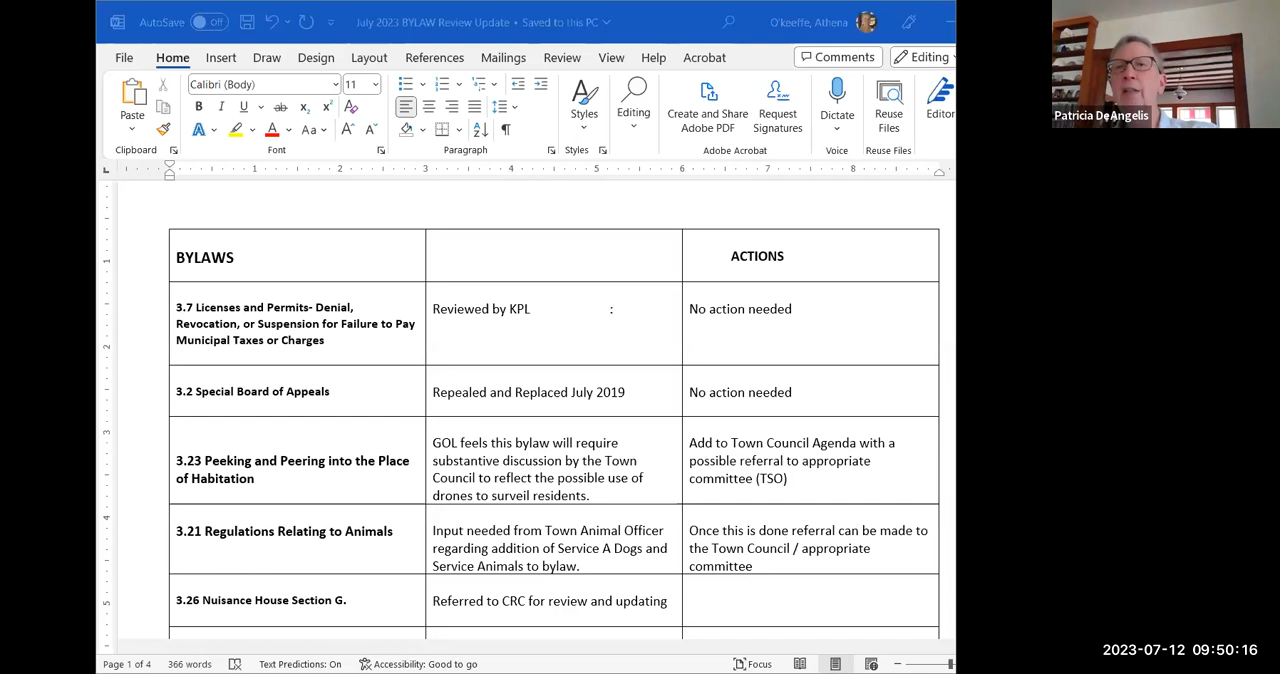 AutoSave Off July 2023 BYLAW Review Update • Saved to this PC O'keeffe, Athena
File Home Insert Draw Design Layout References Mailings Review View Help Acrobat Comments Editing
Calibri (Body) 11
Paste Styles Editing Create and Share Adobe PDF Request Signatures Dictate Reuse Files Editor
Clipboard Font Paragraph Styles Adobe Acrobat Voice Reuse Files
1 2 3 4 5 6 7 8
Patricia DeAngelis
BYLAWS ACTIONS
3.7 Licenses and Permits- Denial,
Revocation, or Suspension for Failure to Pay
Municipal Taxes or Charges
Reviewed by KPL :
No action needed
3.2 Special Board of Appeals
Repealed and Replaced July 2019
No action needed
3.23 Peeking and Peering into the Place
of Habitation
GOL feels this bylaw will require
substantive discussion by the Town
Council to reflect the possible use of
drones to surveil residents.
Add to Town Council Agenda with a
possible referral to appropriate
committee (TSO)
3.21 Regulations Relating to Animals
Input needed from Town Animal Officer
regarding addition of Service A Dogs and
Service Animals to bylaw.
Once this is done referral can be made to
the Town Council / appropriate
committee
3.26 Nuisance House Section G.
Referred to CRC for review and updating
Page 1 of 4 366 words Text Predictions: On Accessibility: Good to go Focus
2023-07-12 09:50:16